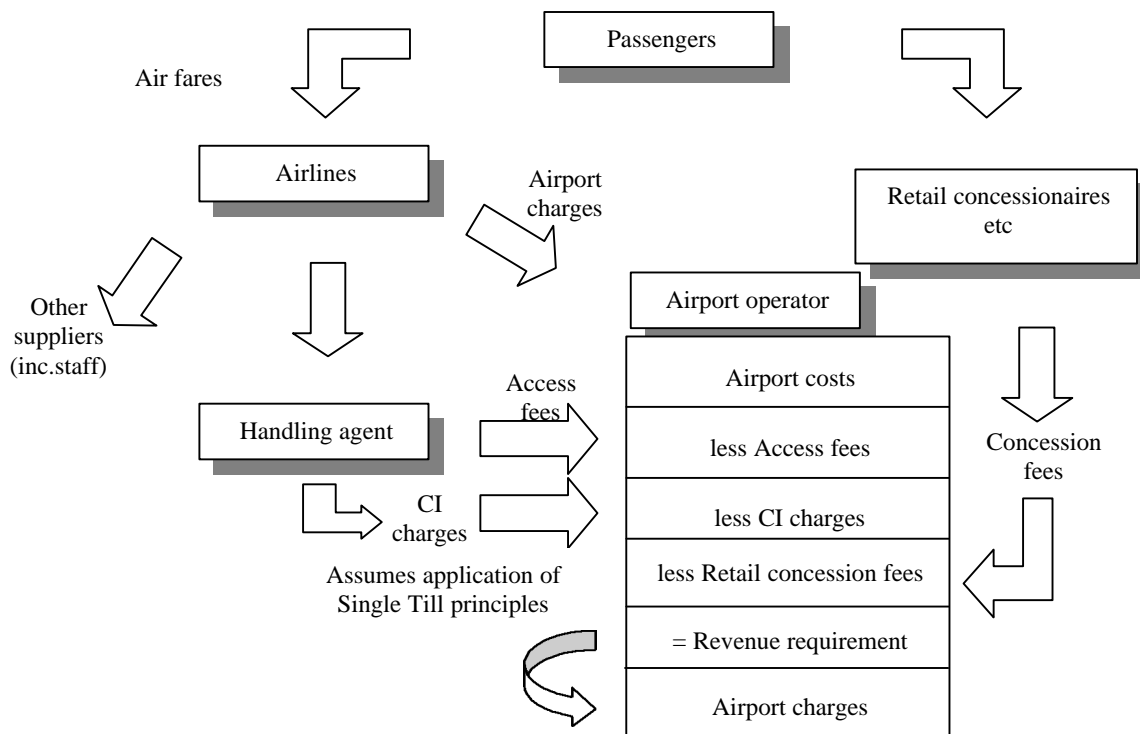 Passengers
Air fares
Airlines
Airport
charges
Retail concessionaires
etc
Other
suppliers
(inc.staff)
Airport operator
Airport costs
Access
fees
Handling agent
less Access fees
Concession
fees
CI
charges
less CI charges
Assumes application of
Single Till principles
less Retail concession fees
= Revenue requirement
Airport charges